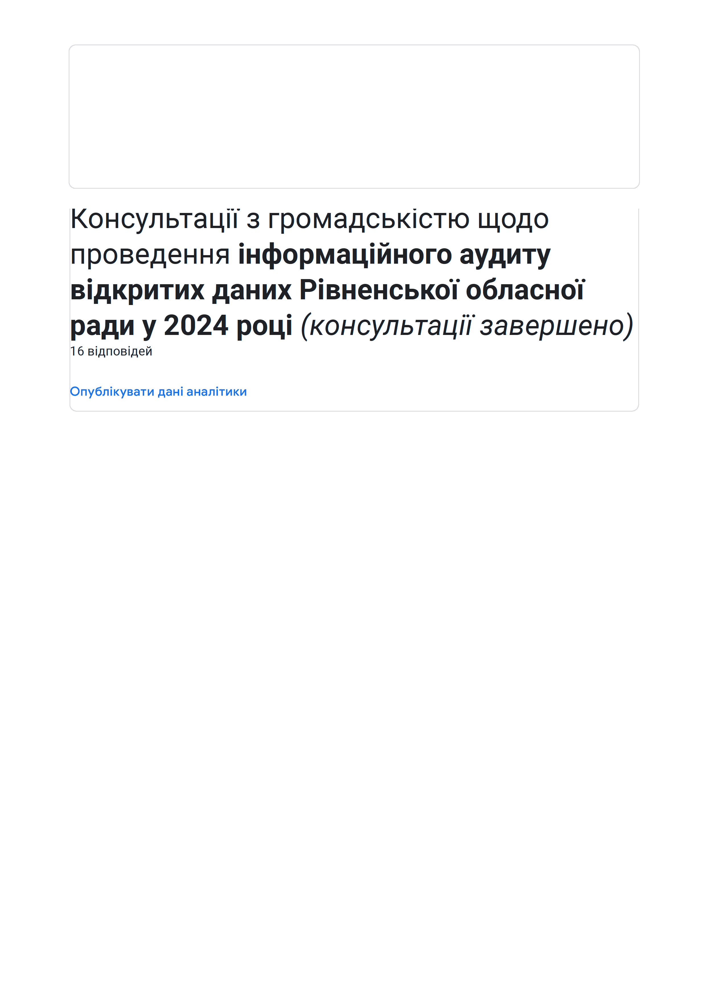 Консультації з громадськістю щодо
проведення інформаційного аудиту
відкритих даних Рівненської обласної
ради у 2024 році (консультації завершено)
16 відповідей
Опублікувати дані аналітики